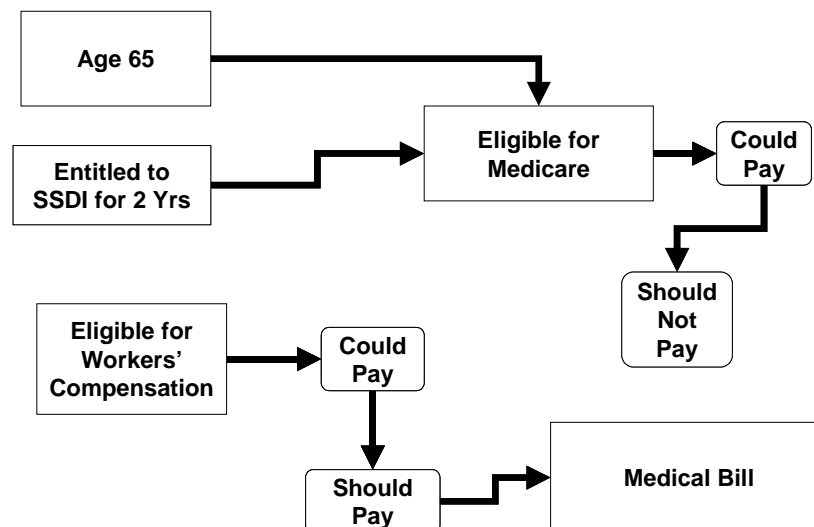 Age 65
Eligible for
Medicare
Could
Pay
Entitled to
SSDI for 2 Yrs
Should
Not
Pay
Eligible for
Workers’
Compensation
Could
Pay
Should
Pay
Medical Bill